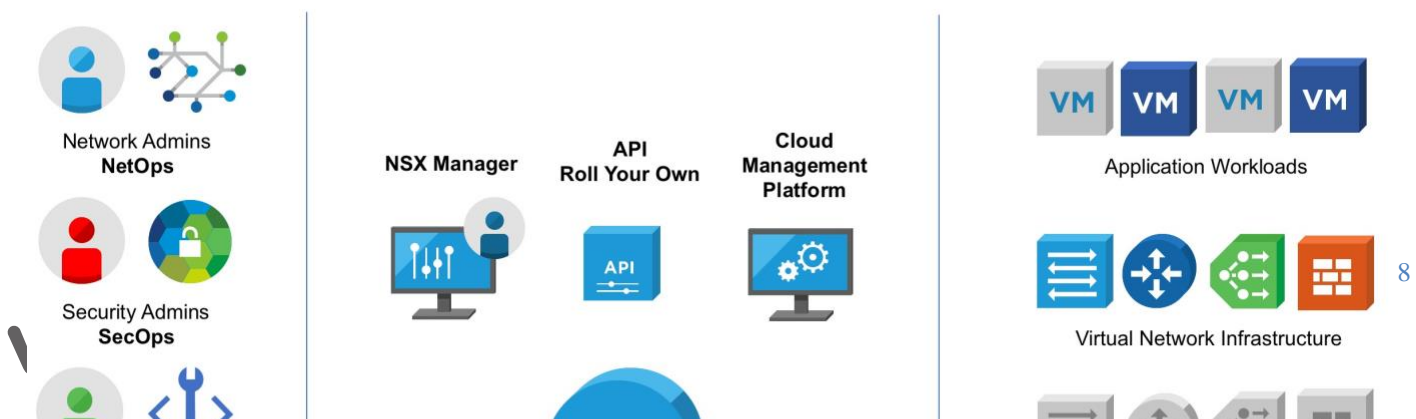 Network Admins
NetOps
Security Admins
SecOps
NSX Manager
API
Roll Your Own
Cloud
Management
Platform
API
VM VM VM VM
Application Workloads
Virtual Network Infrastructure
8